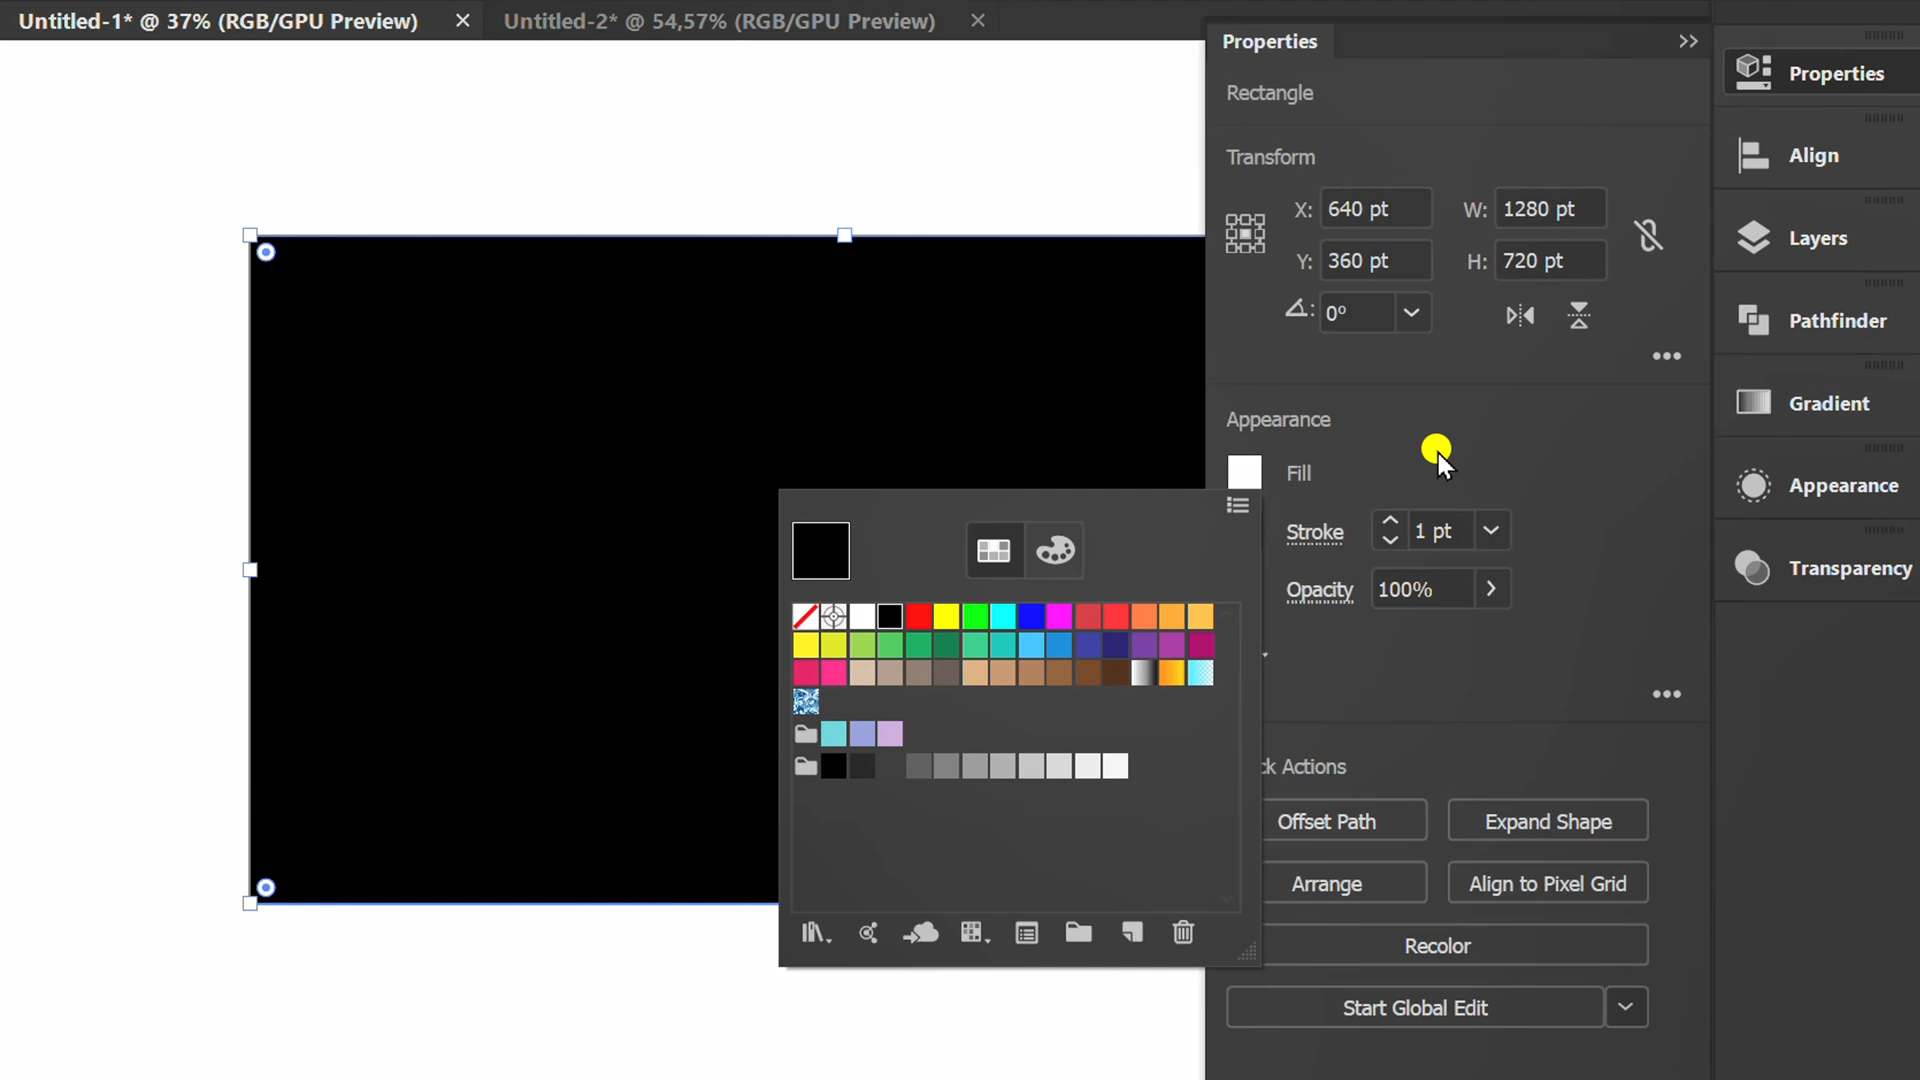 Untitled-1* @ 37% (RGB/GPU Preview)
Untitled-2* @ 54,57% (RGB/GPU Preview)
Properties
Rectangle
Transform
X: 640 pt
W: 1280 pt
Y: 360 pt
H: 720 pt
0º
Appearance
Fill
Stroke
1 pt
Opacity
100%
ck Actions
Offset Path
Expand Shape
Arrange
Align to Pixel Grid
Recolor
Start Global Edit
Properties
Align
Layers
Pathfinder
Gradient
Appearance
Transparency